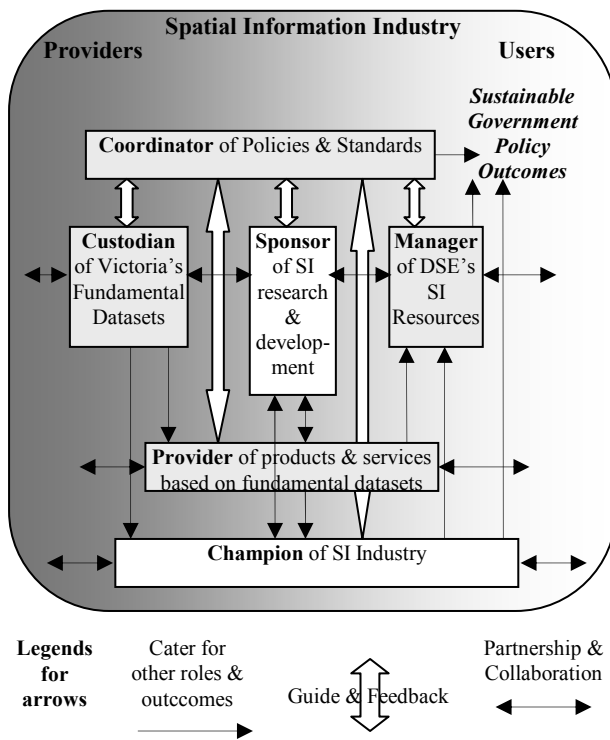 Spatial Information Industry
Providers
Users
Sustainable
Government
Policy
Outcomes
Coordinator of Policies & Standards
Custodian
of Victoria's
Fundamental
Datasets
Sponsor
of SI
research
&
develop-
ment
Manager
of DSE's
SI
Resources
Provider of products & services
based on fundamental datasets
Champion of SI Industry
Legends
for
arrows
Cater for
other roles &
outccomes
Guide & Feedback
Partnership &
Collaboration